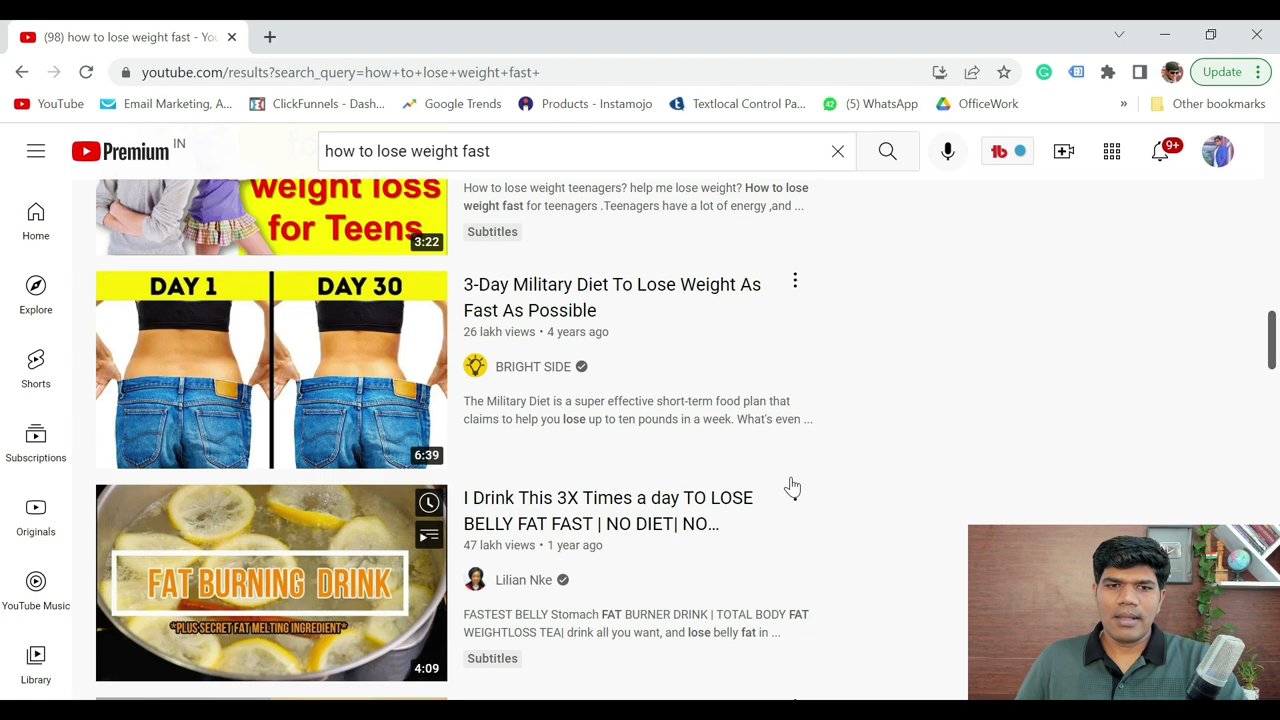 (98) how to lose weight fast - You
youtube.com/results?search_query=how+to+lose+weight+fast+
Update
YouTube
Email Marketing, A...
ClickFunnels - Dash...
Google Trends
Products - Instamojo
Textlocal Control Pa...
(5) WhatsApp
OfficeWork
»
Other bookmarks
Premium IN
how to lose weight fast
9+
Home
Explore
Shorts
Subscriptions
Originals
YouTube Music
Library
weight loss
for Teens
3:22
How to lose weight teenagers? help me lose weight? How to lose
weight fast for teenagers .Teenagers have a lot of energy ,and ...
Subtitles
DAY 1
DAY 30
6:39
3-Day Military Diet To Lose Weight As
Fast As Possible
26 lakh views • 4 years ago
BRIGHT SIDE
The Military Diet is a super effective short-term food plan that
claims to help you lose up to ten pounds in a week. What's even ...
FAT BURNING DRINK
*PLUS SECRET FAT MELTING INGREDIENT*
4:09
I Drink This 3X Times a day TO LOSE
BELLY FAT FAST | NO DIET| NO...
47 lakh views • 1 year ago
Lilian Nke
FASTEST BELLY Stomach FAT BURNER DRINK | TOTAL BODY FAT
WEIGHTLOSS TEA| drink all you want, and lose belly fat in ...
Subtitles